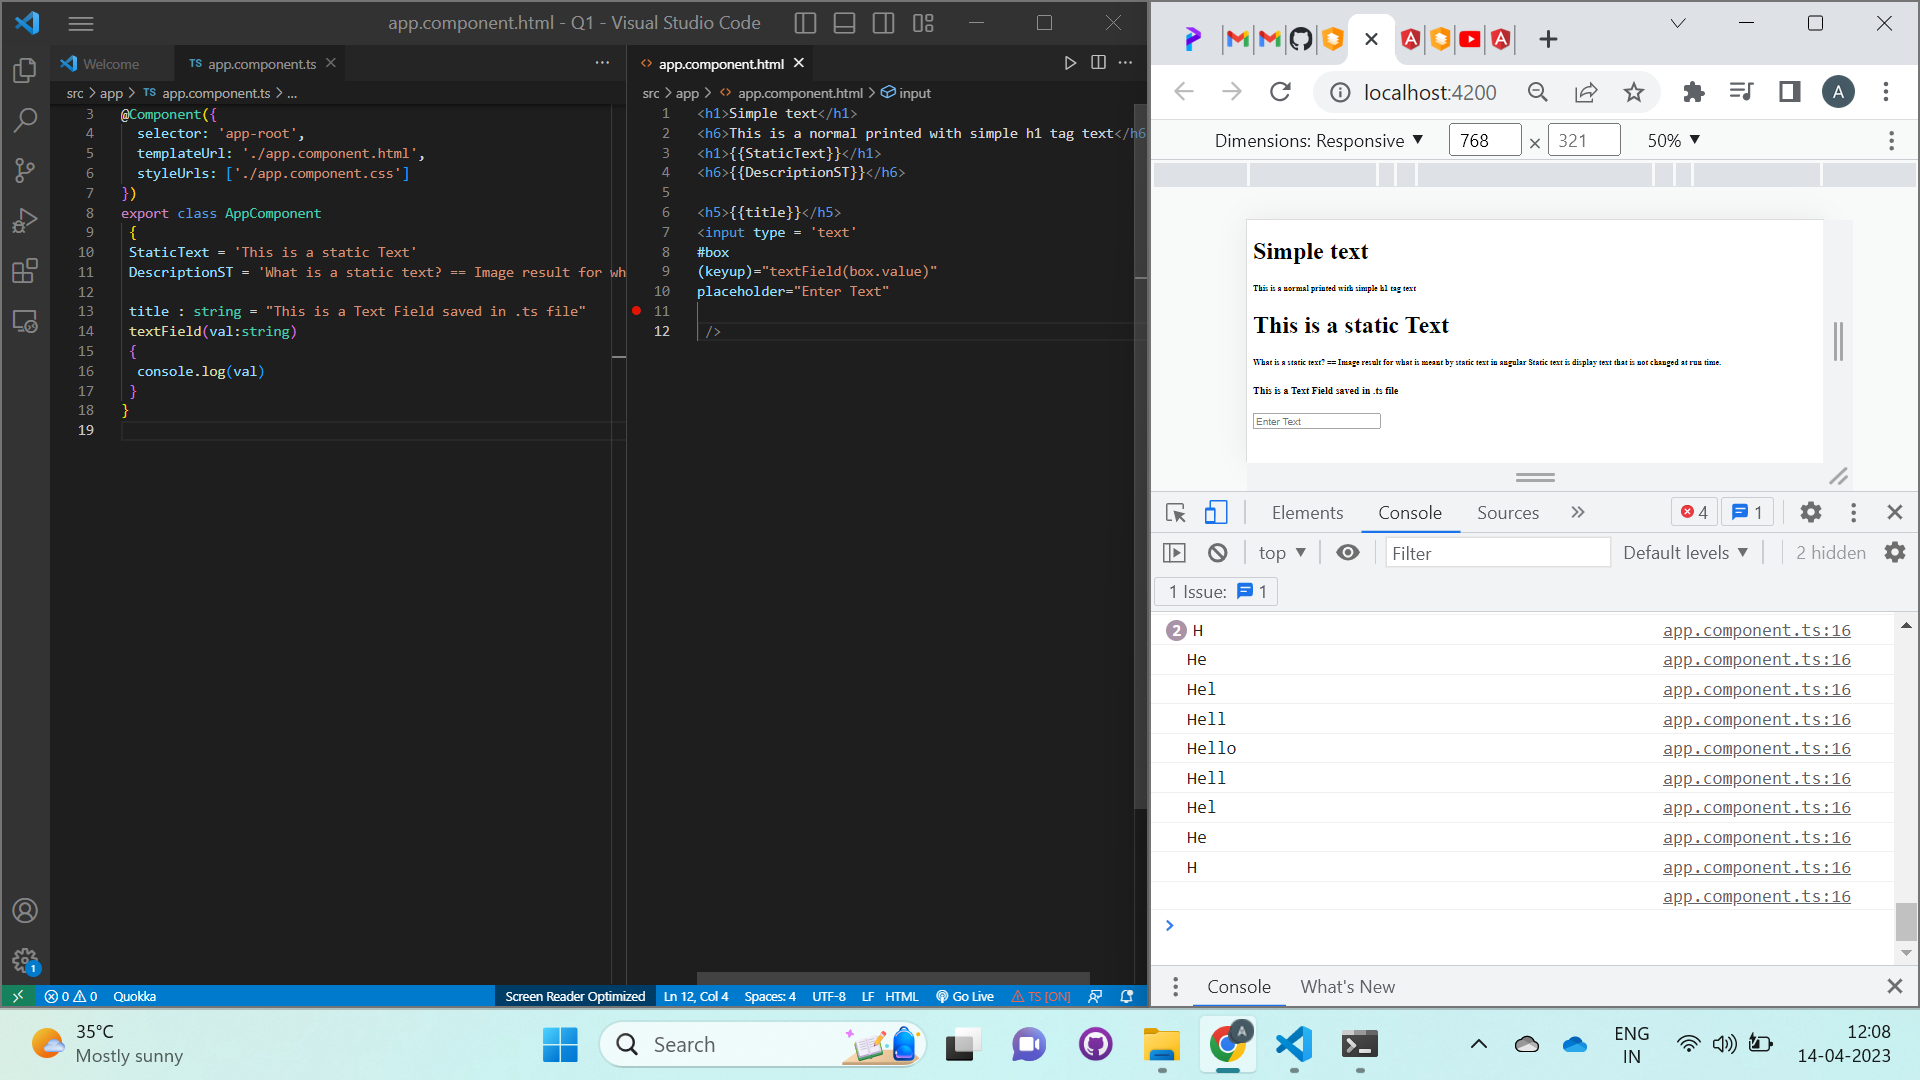 app.component.html - Q1 - Visual Studio Code
Welcome
TS app.component.ts
src > app > TS app.component.ts > ...
3 @Component({
4 selector: 'app-root',
5 templateUrl: './app.component.html',
6 styleUrls: ['./app.component.css']
7 })
8 export class AppComponent
9 {
10 StaticText = 'This is a static Text'
11 DescriptionST = 'What is a static text? == Image result for wh
12
13 title : string = "This is a Text Field saved in .ts file"
14 textField(val:string)
15 {
16 console.log(val)
17 }
18 }
19
<> app.component.html
src > app > <> app.component.html > input
1 <h1>Simple text</h1>
2 <h6>This is a normal printed with simple h1 tag text</h6
3 <h1>{{StaticText}}</h1>
4 <h6>{{DescriptionST}}</h6>
5
6 <h5>{{title}}</h5>
7 <input type = 'text'
8 #box
9 (keyup)="textField(box.value)"
10 placeholder="Enter Text"
11
12 />
1
0 0 Quokka
Screen Reader Optimized Ln 12, Col 4 Spaces: 4 UTF-8 LF HTML Go Live TS [ON]
localhost:4200
A
Dimensions: Responsive 768 × 321 50%
Simple text
This is a normal printed with simple h1 tag text
This is a static Text
What is a static text? == Image result for what is meant by static text in angular Static text is display text that is not changed at run time.
This is a Text Field saved in .ts file
Enter Text
Elements Console Sources 4 1
top Filter Default levels 2 hidden
1 Issue: 1
2 H app.component.ts:16
He app.component.ts:16
Hel app.component.ts:16
Hell app.component.ts:16
Hello app.component.ts:16
Hell app.component.ts:16
Hel app.component.ts:16
He app.component.ts:16
H app.component.ts:16
app.component.ts:16
Console What's New
35°C
Mostly sunny
Search
A
ENG
IN
12:08
14-04-2023